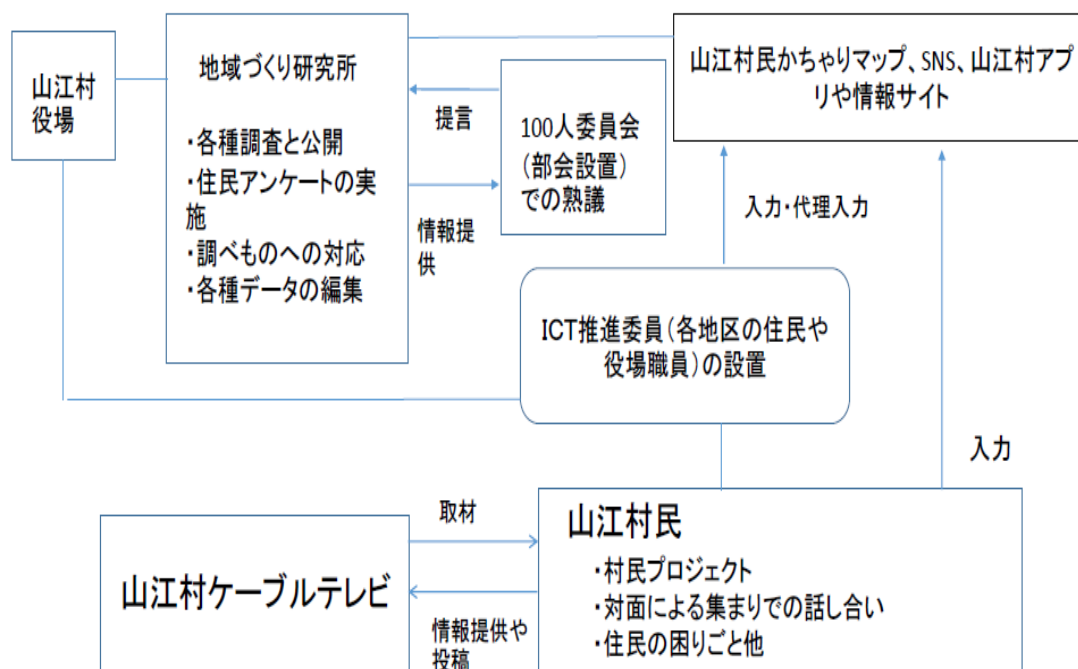 山江村
役場
地域づくり研究所
・各種調査と公開
・住民アンケートの実
施
・調べものへの対応
・各種データの編集
提言
情報提
供
100人委員会
（部会設置）
での熟議
山江村民かちゃりマップ、SNS、山江村アプ
リや情報サイト
入力・代理入力
ICT推進委員（各地区の住民や
役場職員）の設置
入力
山江村ケーブルテレビ
取材
情報提供や
投稿
山江村民
・村民プロジェクト
・対面による集まりでの話し合い
・住民の困りごと他